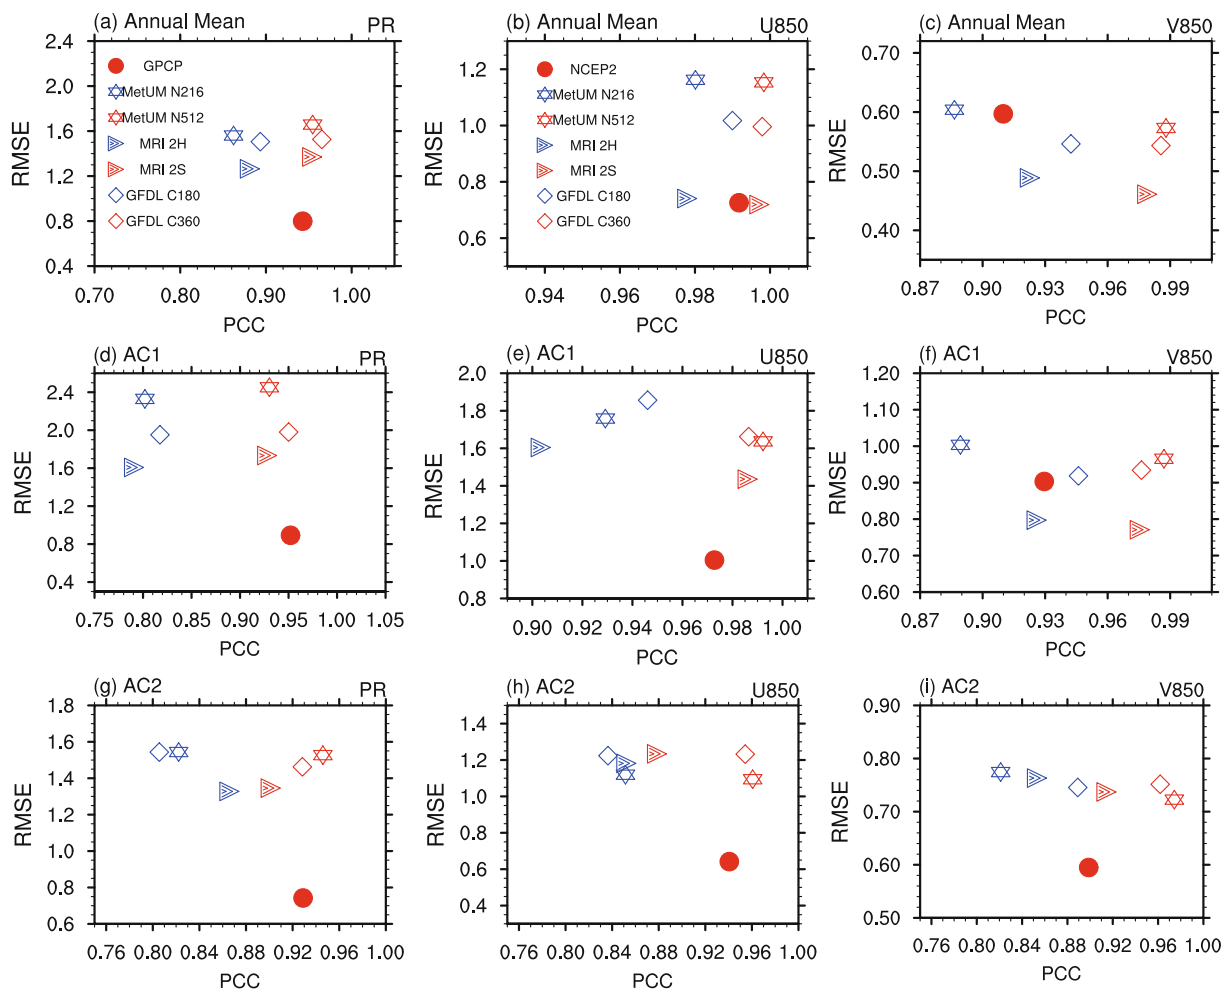 (a) Annual Mean PR
2.4
2.0
1.6
1.2
0.8
0.4
RMSE
GPCP
MetUM N216
MetUM N512
MRI 2H
MRI 2S
GFDL C180
GFDL C360
0.70 0.80 0.90 1.00
PCC
(b) Annual Mean U850
1.2
1.0
0.8
0.6
RMSE
NCEP2
MetUM N216
MetUM N512
MRI 2H
MRI 2S
GFDL C180
GFDL C360
0.94 0.96 0.98 1.00
PCC
(c) Annual Mean V850
0.70
0.60
0.50
0.40
RMSE
0.87 0.90 0.93 0.96 0.99
PCC
(d) AC1 PR
2.4
2.0
1.6
1.2
0.8
0.4
RMSE
0.75 0.80 0.85 0.90 0.95 1.00 1.05
PCC
(e) AC1 U850
2.0
1.8
1.6
1.4
1.2
1.0
0.8
RMSE
0.90 0.92 0.94 0.96 0.98 1.00
PCC
(f) AC1 V850
1.20
1.10
1.00
0.90
0.80
0.70
0.60
RMSE
0.87 0.90 0.93 0.96 0.99
PCC
(g) AC2 PR
1.8
1.6
1.4
1.2
1.0
0.8
0.6
RMSE
0.76 0.80 0.84 0.88 0.92 0.96 1.00
PCC
(h) AC2 U850
1.4
1.2
1.0
0.8
0.6
0.4
RMSE
0.76 0.80 0.84 0.88 0.92 0.96 1.00
PCC
(i) AC2 V850
0.90
0.80
0.70
0.60
0.50
RMSE
0.76 0.80 0.84 0.88 0.92 0.96 1.00
PCC